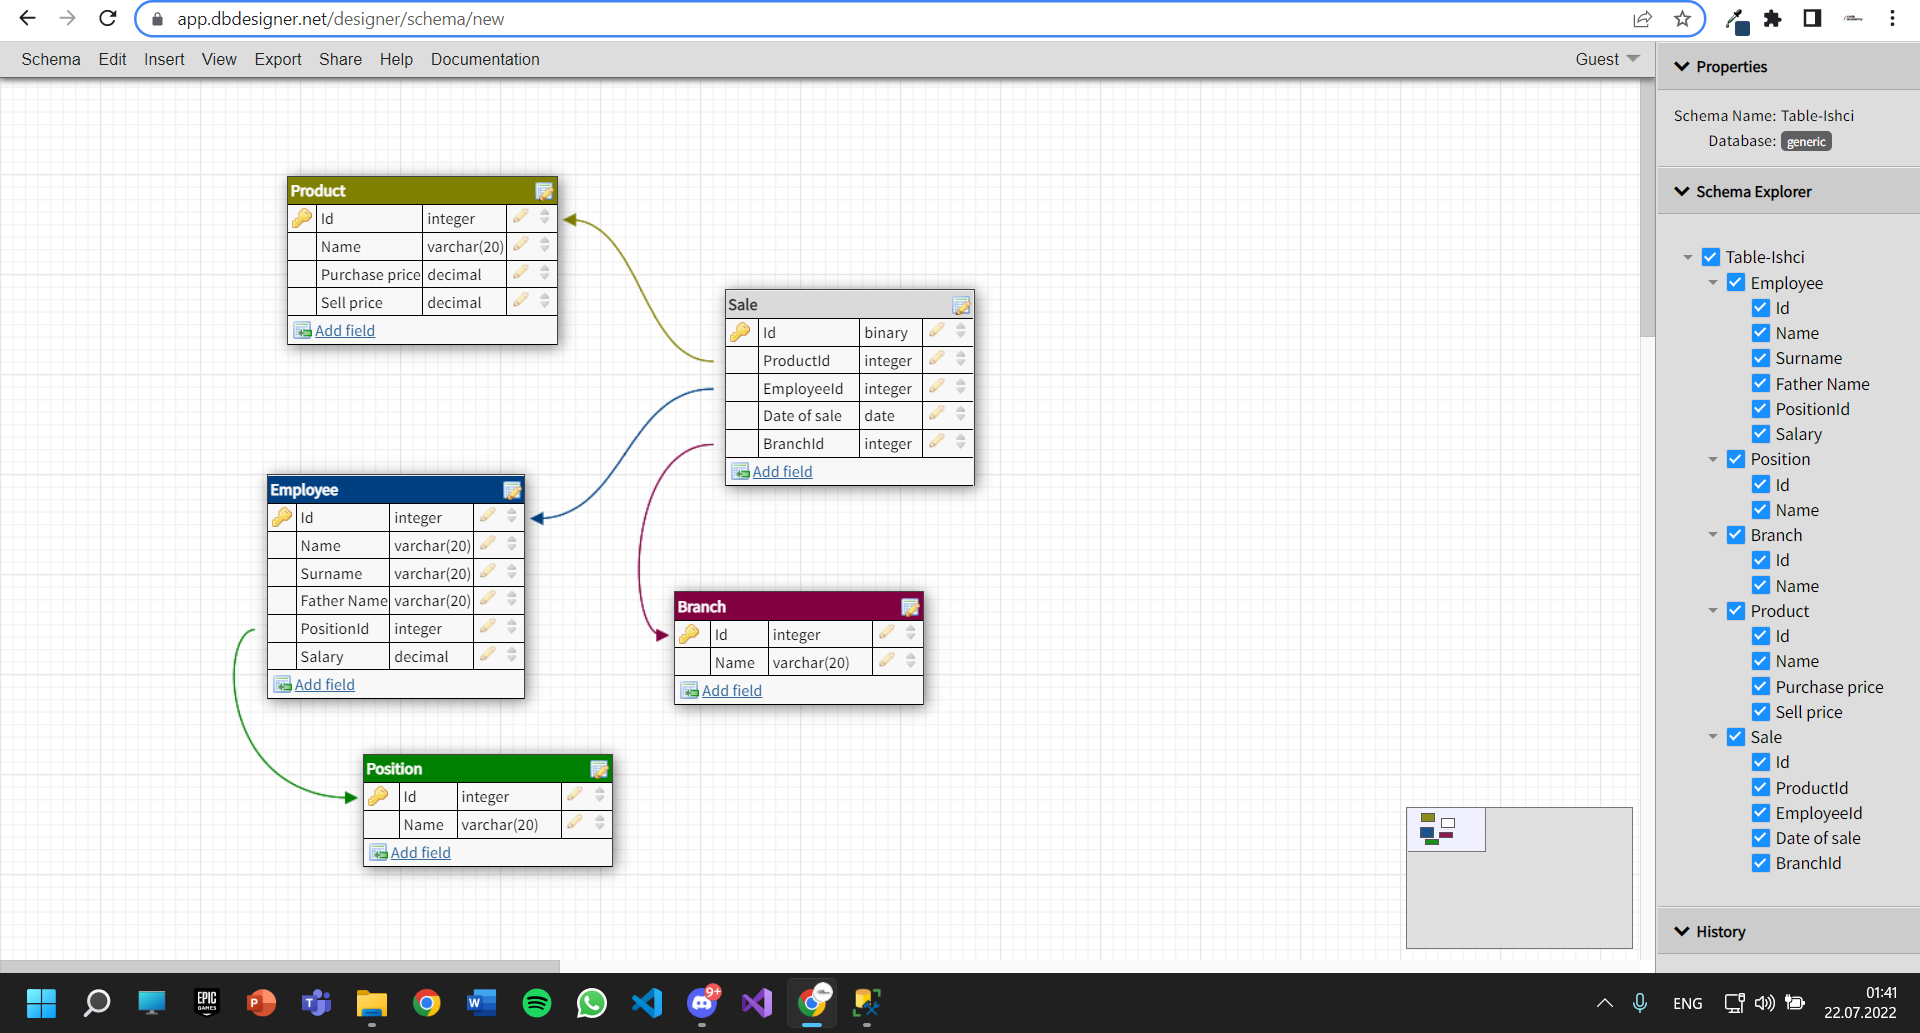 app.dbdesigner.net/designer/schema/new
Schema Edit Insert View Export Share Help Documentation Guest
Product
Id integer
Name varchar(20)
Purchase price decimal
Sell price decimal
Add field
Sale
Id binary
ProductId integer
EmployeeId integer
Date of sale date
BranchId integer
Add field
Employee
Id integer
Name varchar(20)
Surname varchar(20)
Father Name varchar(20)
PositionId integer
Salary decimal
Add field
Branch
Id integer
Name varchar(20)
Add field
Position
Id integer
Name varchar(20)
Add field
Properties
Schema Name: Table-Ishci
Database: generic
Schema Explorer
Table-Ishci
Employee
Id
Name
Surname
Father Name
PositionId
Salary
Position
Id
Name
Branch
Id
Name
Product
Id
Name
Purchase price
Sell price
Sale
Id
ProductId
EmployeeId
Date of sale
BranchId
History
EPIC
GAMES
P
T
W
9+
ENG
01:41
22.07.2022